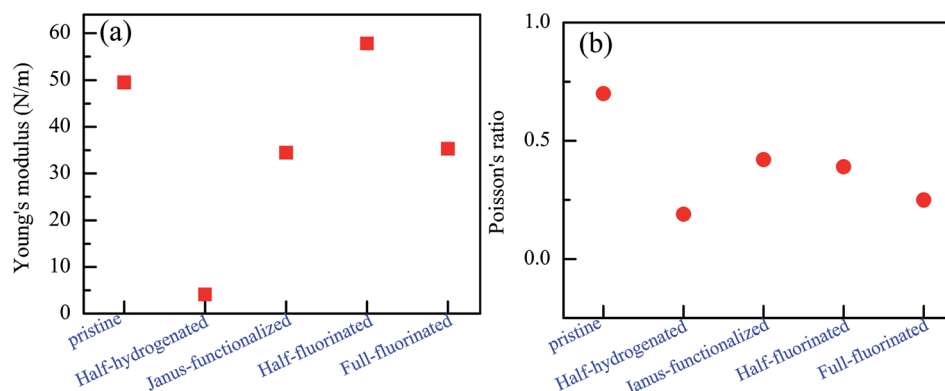 (a)
Young's modulus (N/m)
60
50
40
30
20
10
0
pristine
Half-hydrogenated
Janus-functionalized
Half-fluorinated
Full-fluorinated
(b)
Poisson's ratio
1.0
0.5
0.0
pristine
Half-hydrogenated
Janus-functionalized
Half-fluorinated
Full-fluorinated